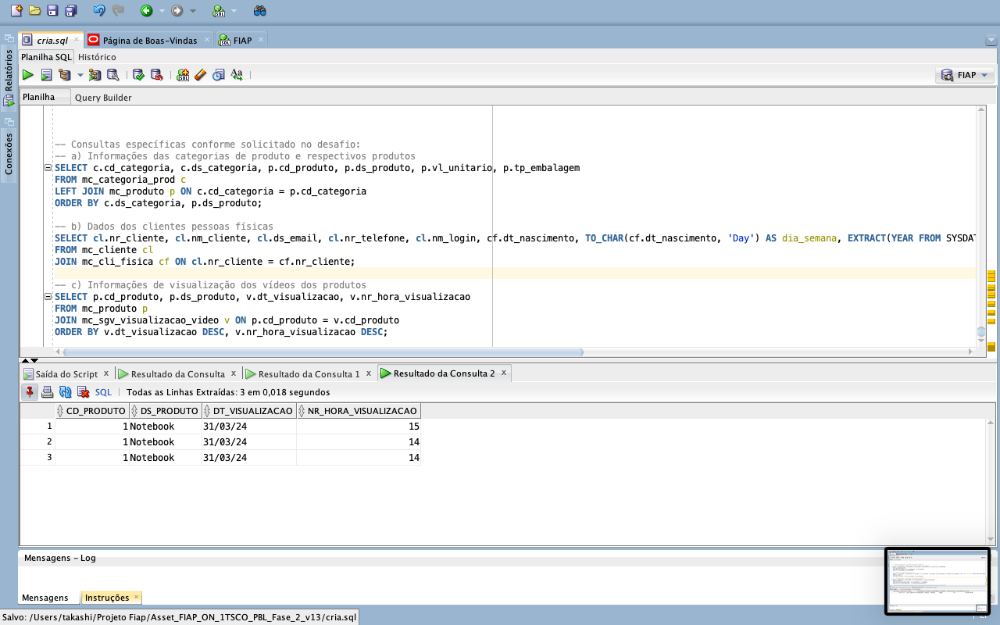 cria.sql
Página de Boas-Vindas
FIAP
Relatórios
Conexões
Planilha SQL
Histórico
FIAP
Planilha
Query Builder
-- Consultas específicas conforme solicitado no desafio:
-- a) Informações das categorias de produto e respectivos produtos
SELECT c.cd_categoria, c.ds_categoria, p.cd_produto, p.ds_produto, p.vl_unitario, p.tp_embalagem
FROM mc_categoria_prod c
LEFT JOIN mc_produto p ON c.cd_categoria = p.cd_categoria
ORDER BY c.ds_categoria, p.ds_produto;
-- b) Dados dos clientes pessoas físicas
SELECT cl.nr_cliente, cl.nm_cliente, cl.ds_email, cl.nr_telefone, cl.nm_login, cf.dt_nascimento, TO_CHAR(cf.dt_nascimento, 'Day') AS dia_semana, EXTRACT(YEAR FROM SYSDAT
FROM mc_cliente cl
JOIN mc_cli_fisica cf ON cl.nr_cliente = cf.nr_cliente;
-- c) Informações de visualização dos vídeos dos produtos
SELECT p.cd_produto, p.ds_produto, v.dt_visualizacao, v.nr_hora_visualizacao
FROM mc_produto p
JOIN mc_sgv_visualizacao_video v ON p.cd_produto = v.cd_produto
ORDER BY v.dt_visualizacao DESC, v.nr_hora_visualizacao DESC;
Saída do Script
Resultado da Consulta
Resultado da Consulta 1
Resultado da Consulta 2
SQL
Todas as Linhas Extraídas: 3 em 0,018 segundos
CD_PRODUTO DS_PRODUTO DT_VISUALIZACAO NR_HORA_VISUALIZACAO
1 1 Notebook 31/03/24 15
2 1 Notebook 31/03/24 14
3 1 Notebook 31/03/24 14
Mensagens - Log
Mensagens
Instruções
Salvo: /Users/takashi/Projeto Fiap/Asset_FIAP_ON_1TSCO_PBL_Fase_2_v13/cria.sql